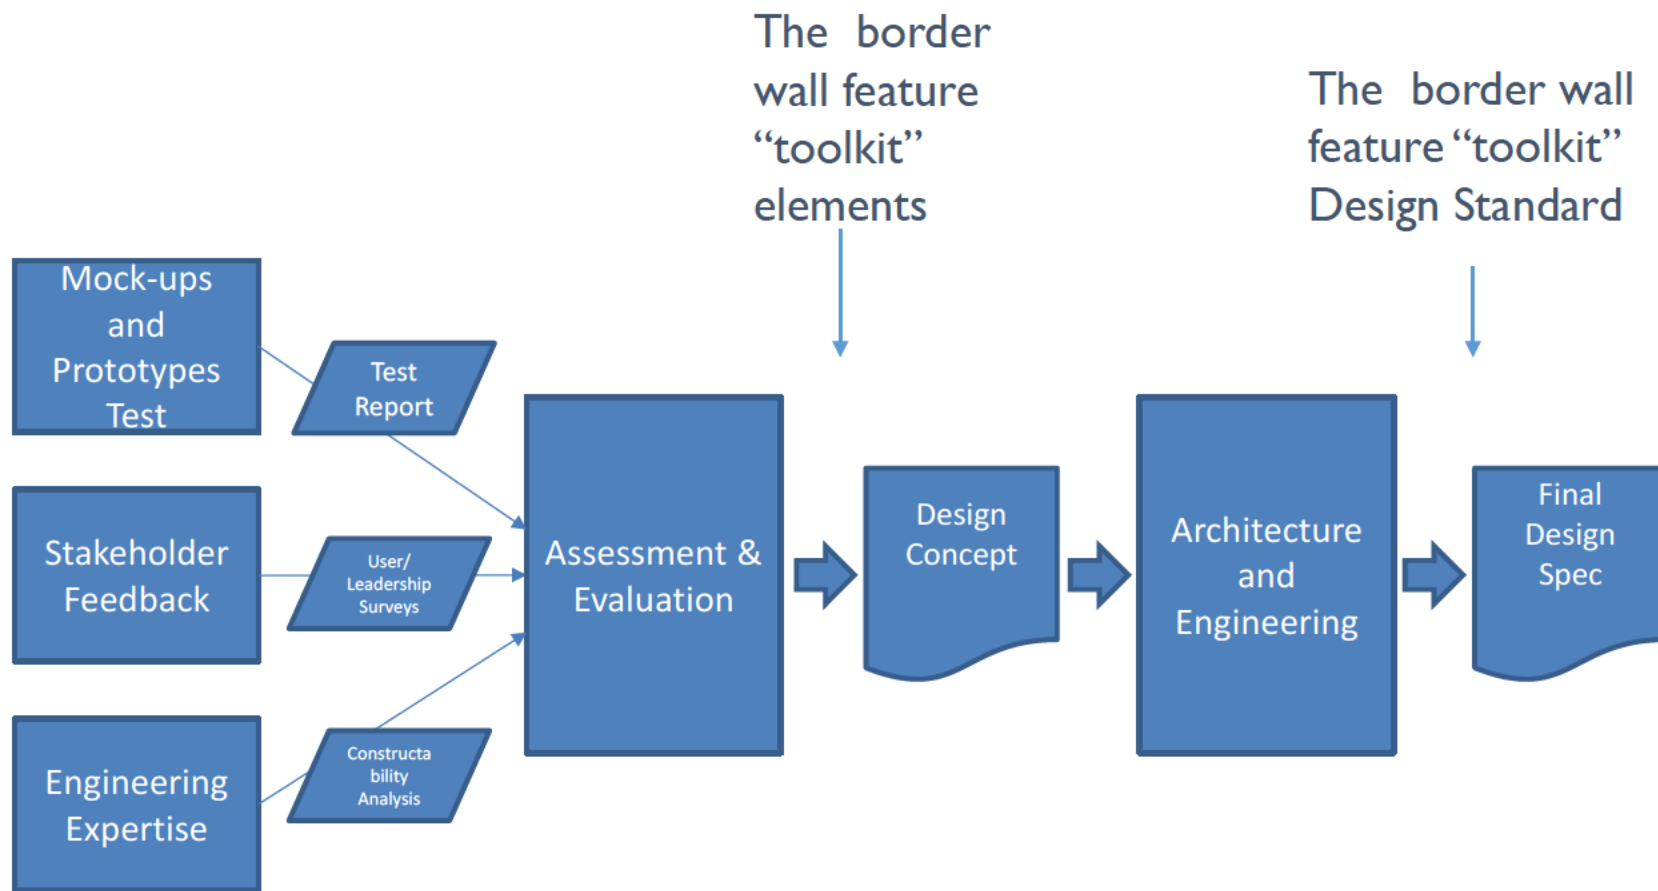 The border
wall feature
“toolkit”
elements
The border wall
feature “toolkit”
Design Standard
Mock-ups
and
Prototypes
Test
Test
Report
Stakeholder
Feedback
User/
Leadership
Surveys
Engineering
Expertise
Constructa
bility
Analysis
Assessment &
Evaluation
Design
Concept
Architecture
and
Engineering
Final
Design
Spec